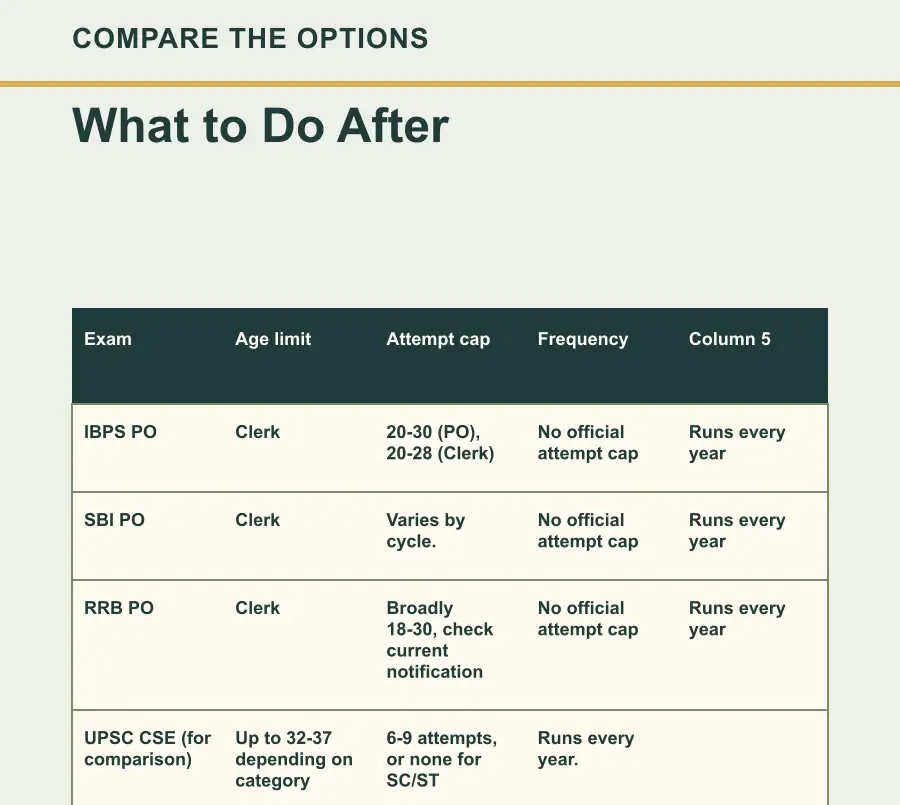 COMPARE THE OPTIONS
What to Do After
Exam Age limit Attempt cap Frequency Column 5
IBPS PO Clerk 20-30 (PO), No official Runs every
20-28 (Clerk) attempt cap year
SBI PO Clerk Varies by No official Runs every
cycle. attempt cap year
RRB PO Clerk Broadly No official Runs every
18-30, check attempt cap year
current
notification
UPSC CSE (for Up to 32-37 6-9 attempts, Runs every
comparison) depending on or none for year.
category SC/ST